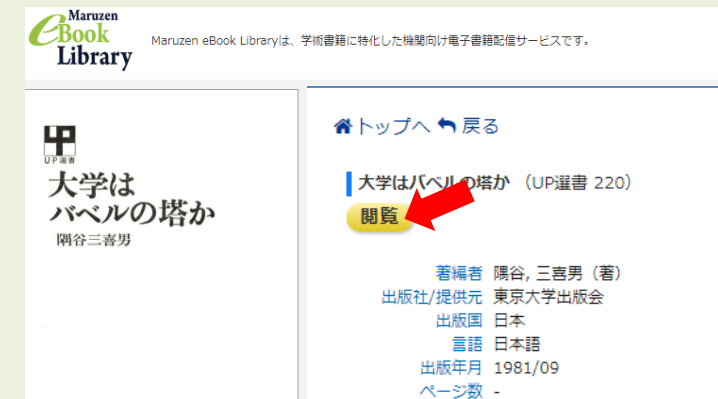 Maruzen
eBook
Library
Maruzen eBook Libraryは、学術書籍に特化した機関向け電子書籍配信サービスです。
UP
UP選書
大学は
バベルの塔か
隅谷三喜男
トップへ 戻る
大学はバベルの塔か (UP選書 220)
閲覧
著編者 隅谷, 三喜男 (著)
出版社/提供元 東京大学出版会
出版国 日本
言語 日本語
出版年月 1981/09
ページ数 -